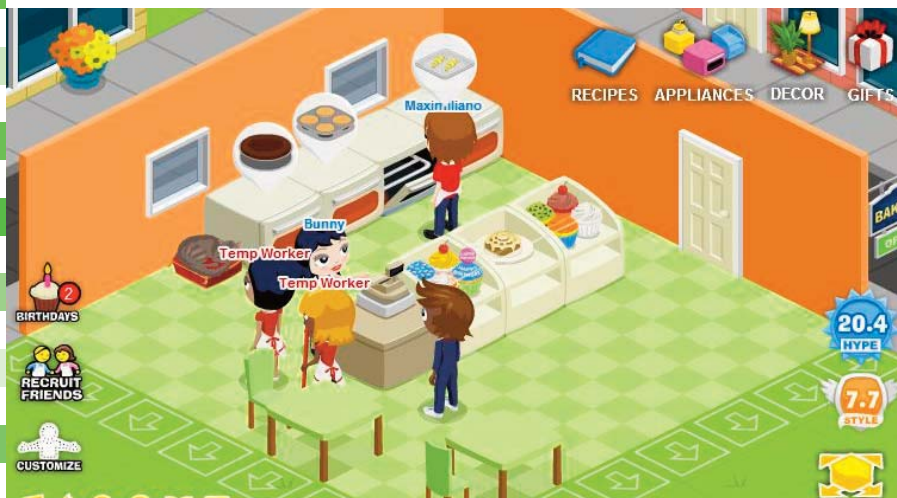 Maximiliano
RECIPES
APPLIANCES
DECOR
GIFTS
Bunny
Temp Worker
Temp Worker
2
BIRTHDAYS
RECRUIT
FRIENDS
CUSTOMIZE
20.4
HYPE
7.7
STYLE